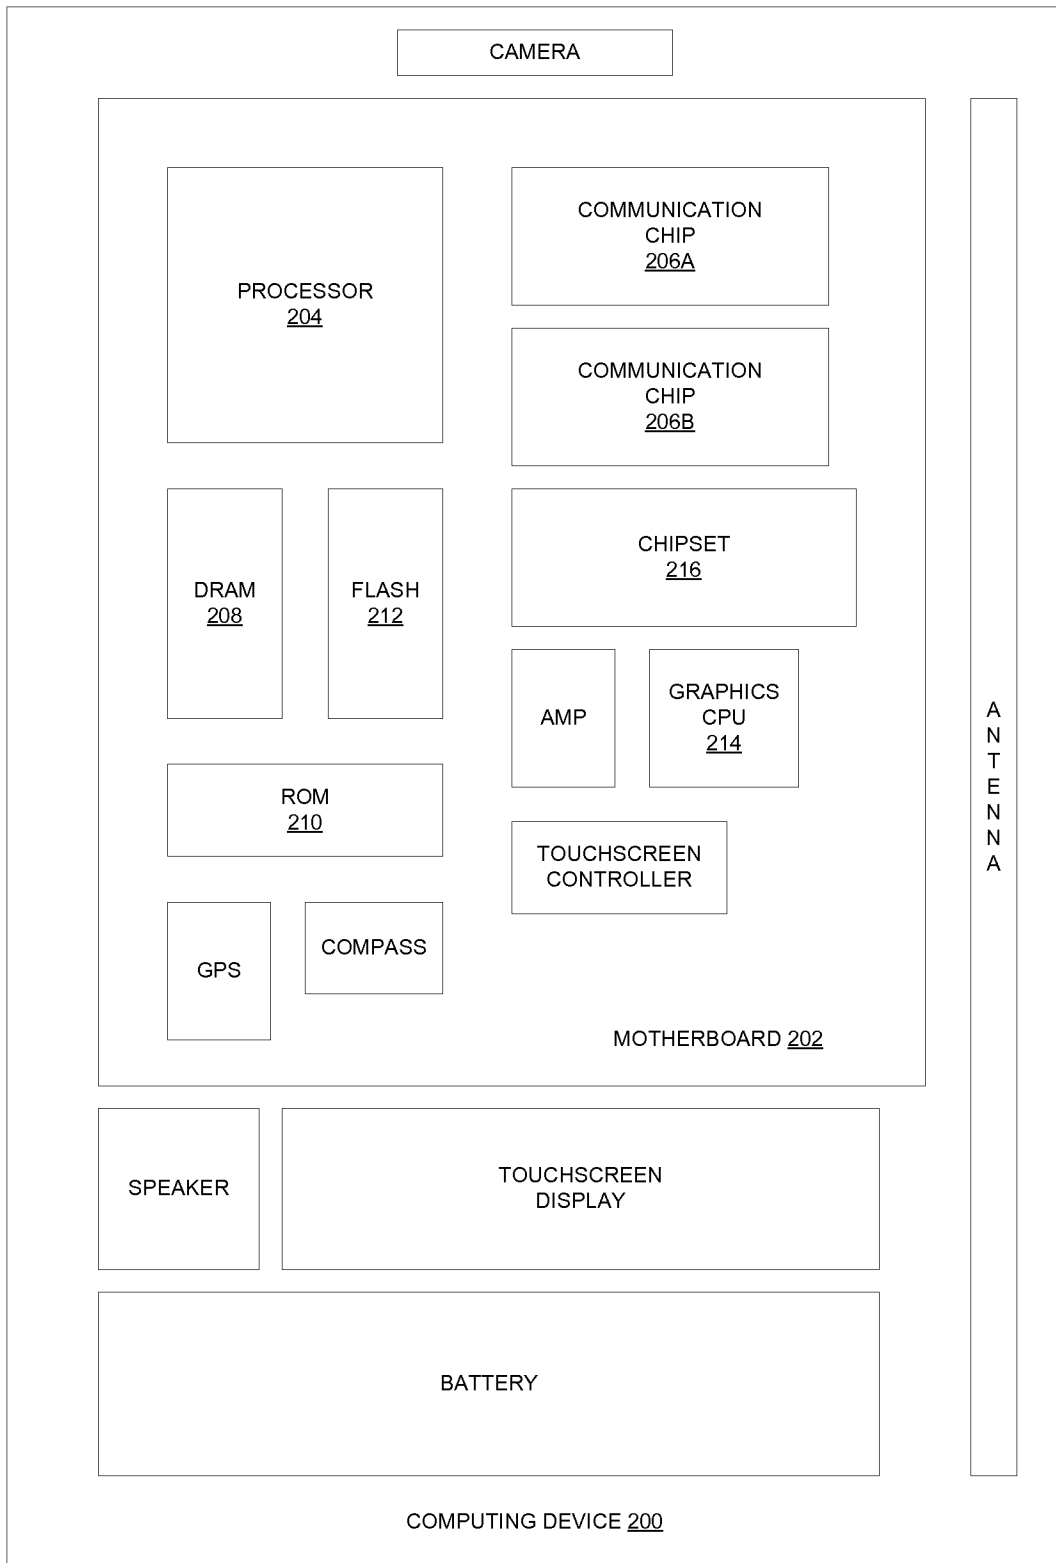 CAMERA
PROCESSOR
204
COMMUNICATION
CHIP
206A
COMMUNICATION
CHIP
206B
DRAM
208
FLASH
212
CHIPSET
216
AMP
GRAPHICS
CPU
214
ROM
210
TOUCHSCREEN
CONTROLLER
GPS
COMPASS
MOTHERBOARD 202
ANTENNA
SPEAKER
TOUCHSCREEN
DISPLAY
BATTERY
COMPUTING DEVICE 200